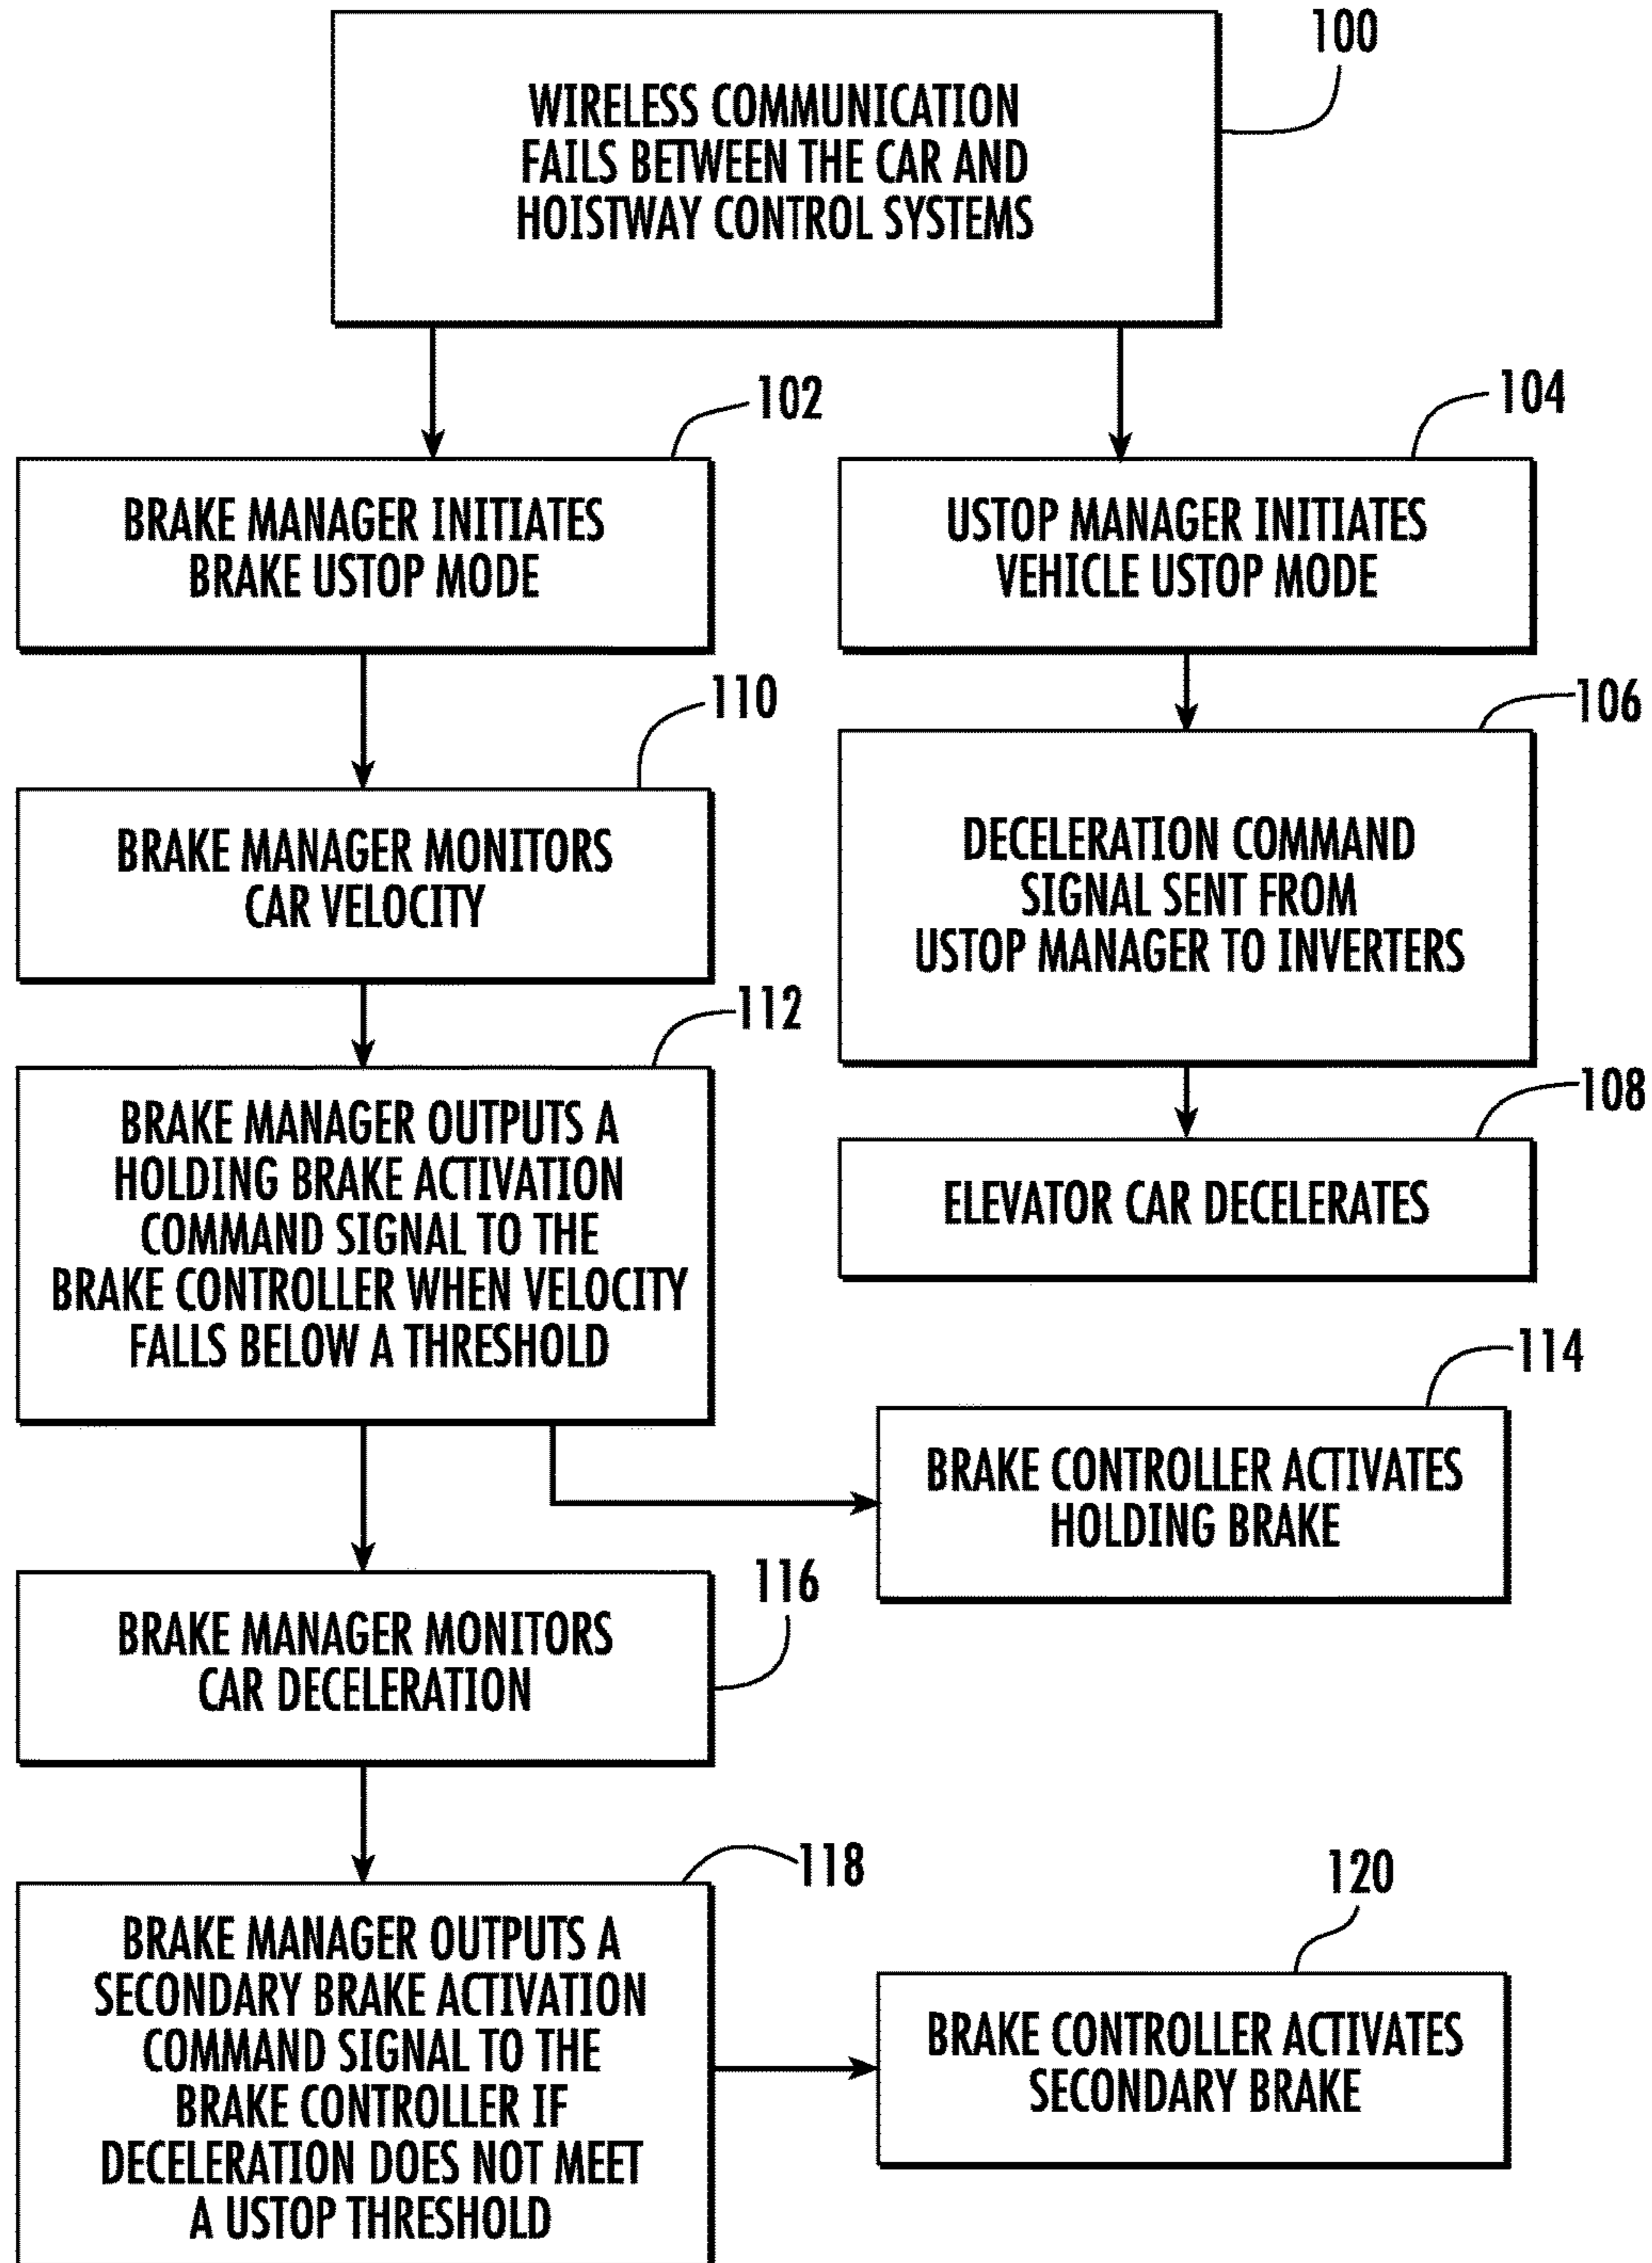 100
WIRELESS COMMUNICATION
FAILS BETWEEN THE CAR AND
HOISTWAY CONTROL SYSTEMS
102
BRAKE MANAGER INITIATES
BRAKE USTOP MODE
104
USTOP MANAGER INITIATES
VEHICLE USTOP MODE
110
BRAKE MANAGER MONITORS
CAR VELOCITY
106
DECELERATION COMMAND
SIGNAL SENT FROM
USTOP MANAGER TO INVERTERS
112
BRAKE MANAGER OUTPUTS A
HOLDING BRAKE ACTIVATION
COMMAND SIGNAL TO THE
BRAKE CONTROLLER WHEN VELOCITY
FALLS BELOW A THRESHOLD
108
ELEVATOR CAR DECELERATES
114
BRAKE CONTROLLER ACTIVATES
HOLDING BRAKE
116
BRAKE MANAGER MONITORS
CAR DECELERATION
118
BRAKE MANAGER OUTPUTS A
SECONDARY BRAKE ACTIVATION
COMMAND SIGNAL TO THE
BRAKE CONTROLLER IF
DECELERATION DOES NOT MEET
A USTOP THRESHOLD
120
BRAKE CONTROLLER ACTIVATES
SECONDARY BRAKE